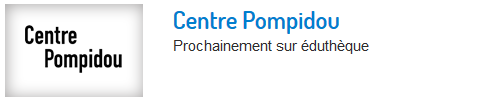 Centre
Pompidou
Centre Pompidou
Prochainement sur éduthèque